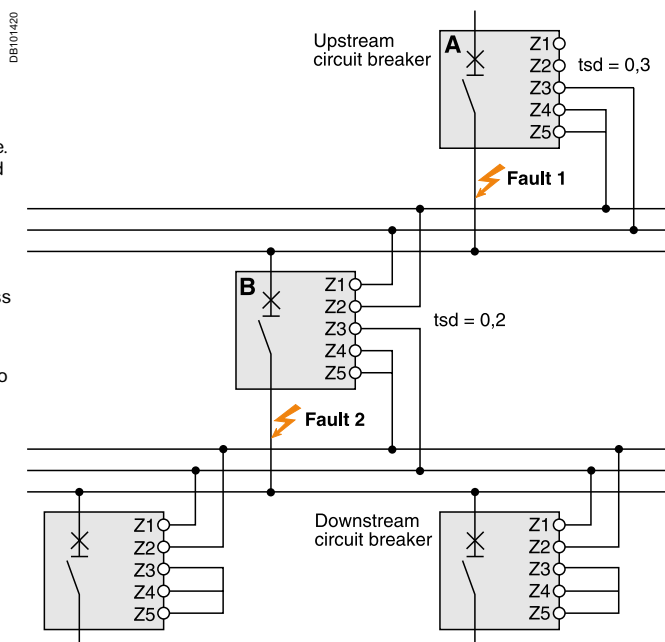 DB101420
Upstream
circuit breaker
A
Z1
Z2
Z3
Z4
Z5
tsd = 0,3
e.
d
Fault 1
ss
B
Z1
Z2
Z3
Z4
Z5
tsd = 0,2
o
Fault 2
Z1
Z2
Z3
Z4
Z5
Downstream
circuit breaker
Z1
Z2
Z3
Z4
Z5